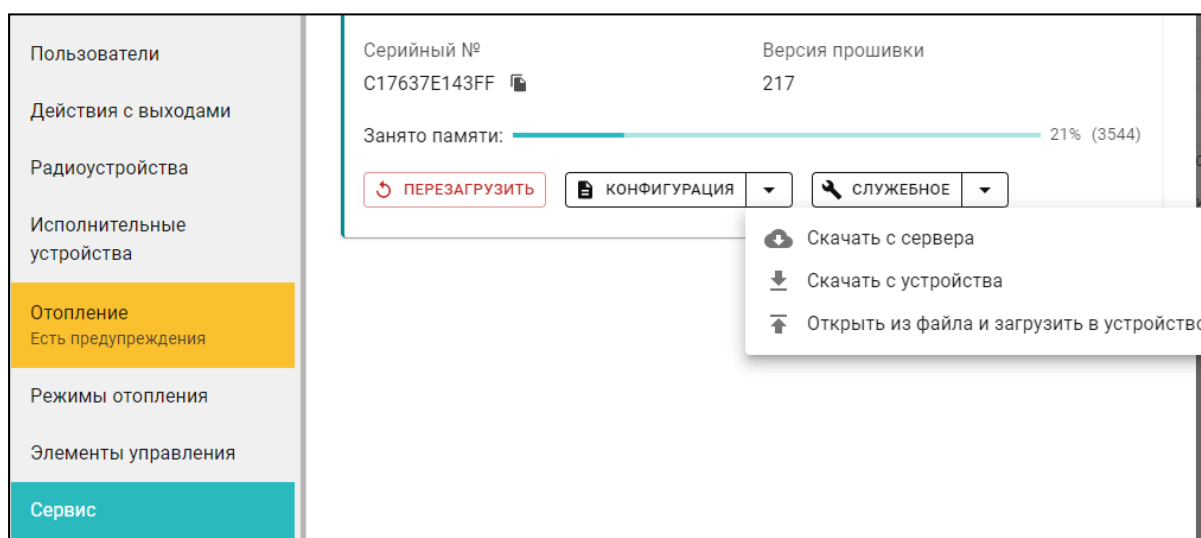 Пользователи
Действия с выходами
Радиоустройства
Исполнительные
устройства
Отопление
Есть предупреждения
Режимы отопления
Элементы управления
Сервис
Серийный № Версия прошивки
C17637E143FF 217
Занято памяти: 21% (3544)
ПЕРЕЗАГРУЗИТЬ КОНФИГУРАЦИЯ СЛУЖЕБНОЕ
Скачать с сервера
Скачать с устройства
Открыть из файла и загрузить в устройство